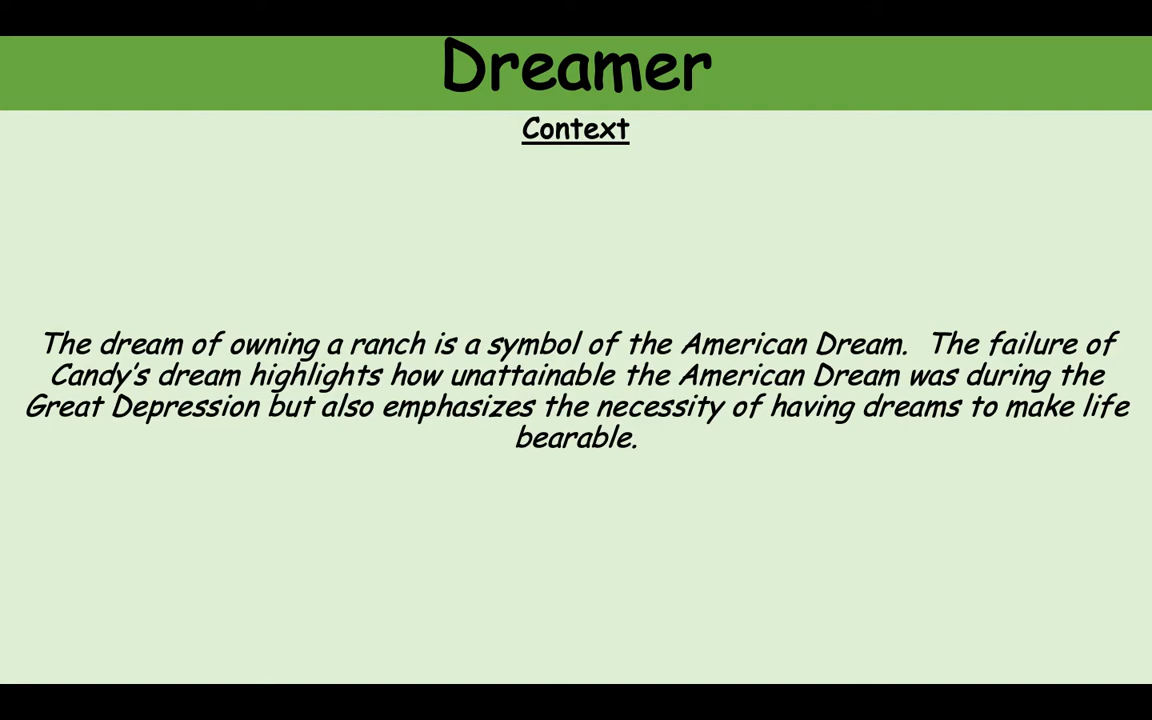 Dreamer
Context
The dream of owning a ranch is a symbol of the American Dream.  The failure of
Candy's dream highlights how unattainable the American Dream was during the
Great Depression but also emphasizes the necessity of having dreams to make life
bearable.